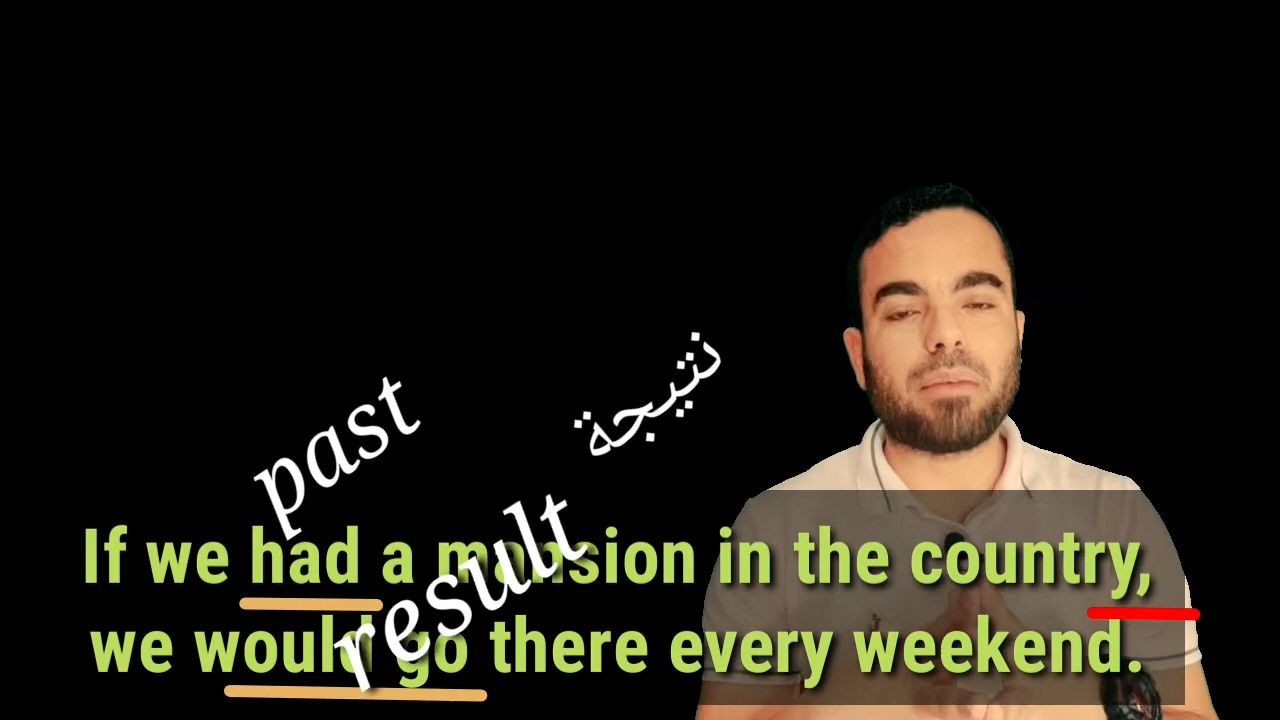 past
نتيجة
result
If we had a mansion in the country,
we would go there every weekend.